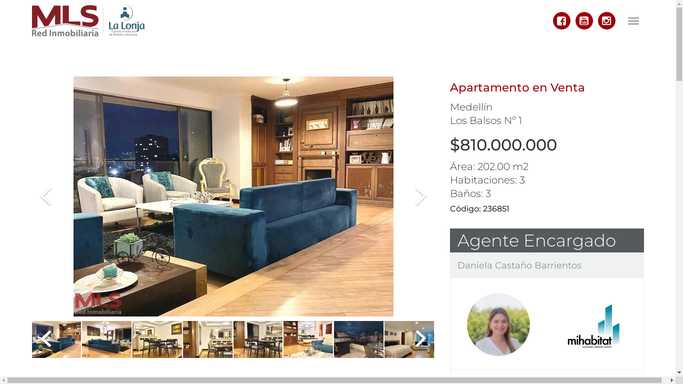 MLS
Red Inmobiliaria
La Lonja
Apartamento en Venta
Medellín
Los Balsos N° 1
$810.000.000
Área: 202.00 m2
Habitaciones: 3
Baños: 3
Código: 236851
Agente Encargado
Daniela Castaño Barrientos
mihabitat
MLS
Red Inmobiliaria